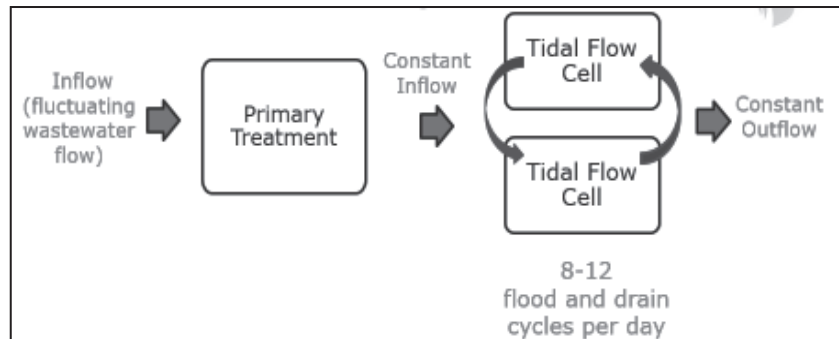 Inflow
(fluctuating
wastewater
flow)
Primary
Treatment
Constant
Inflow
Tidal Flow
Cell
Tidal Flow
Cell
8-12
flood and drain
cycles per day
Constant
Outflow